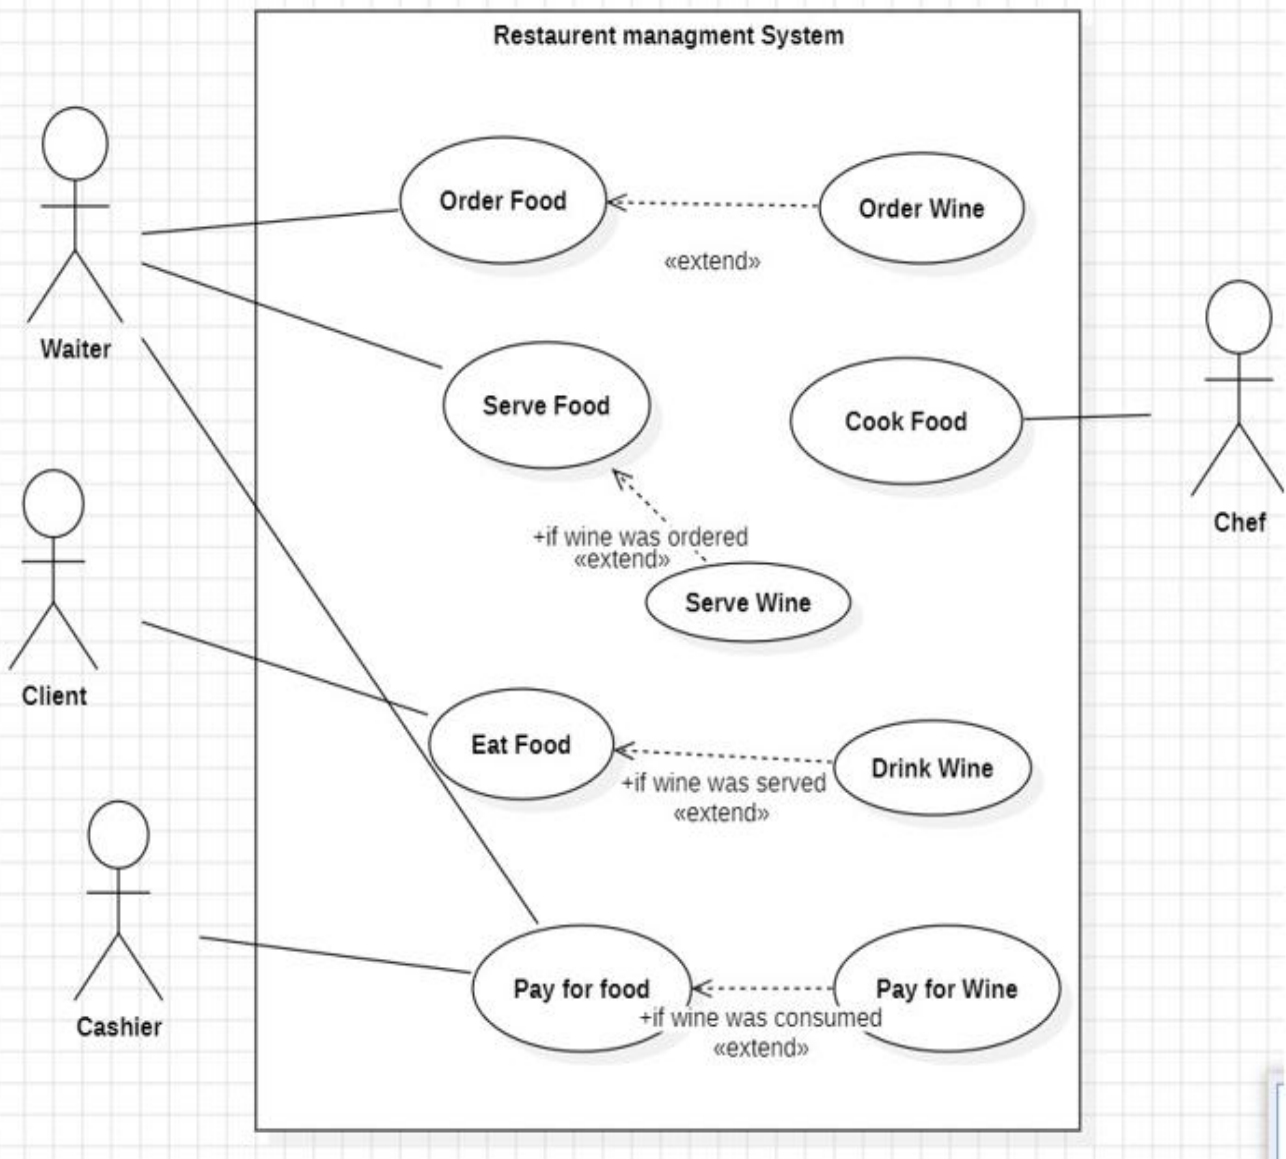 Restaurent managment System
Order Food
Order Wine
«extend»
Waiter
Serve Food
Cook Food
Chef
+if wine was ordered
«extend»
Serve Wine
Client
Eat Food
Drink Wine
+if wine was served
«extend»
Cashier
Pay for food
Pay for Wine
+if wine was consumed
«extend»